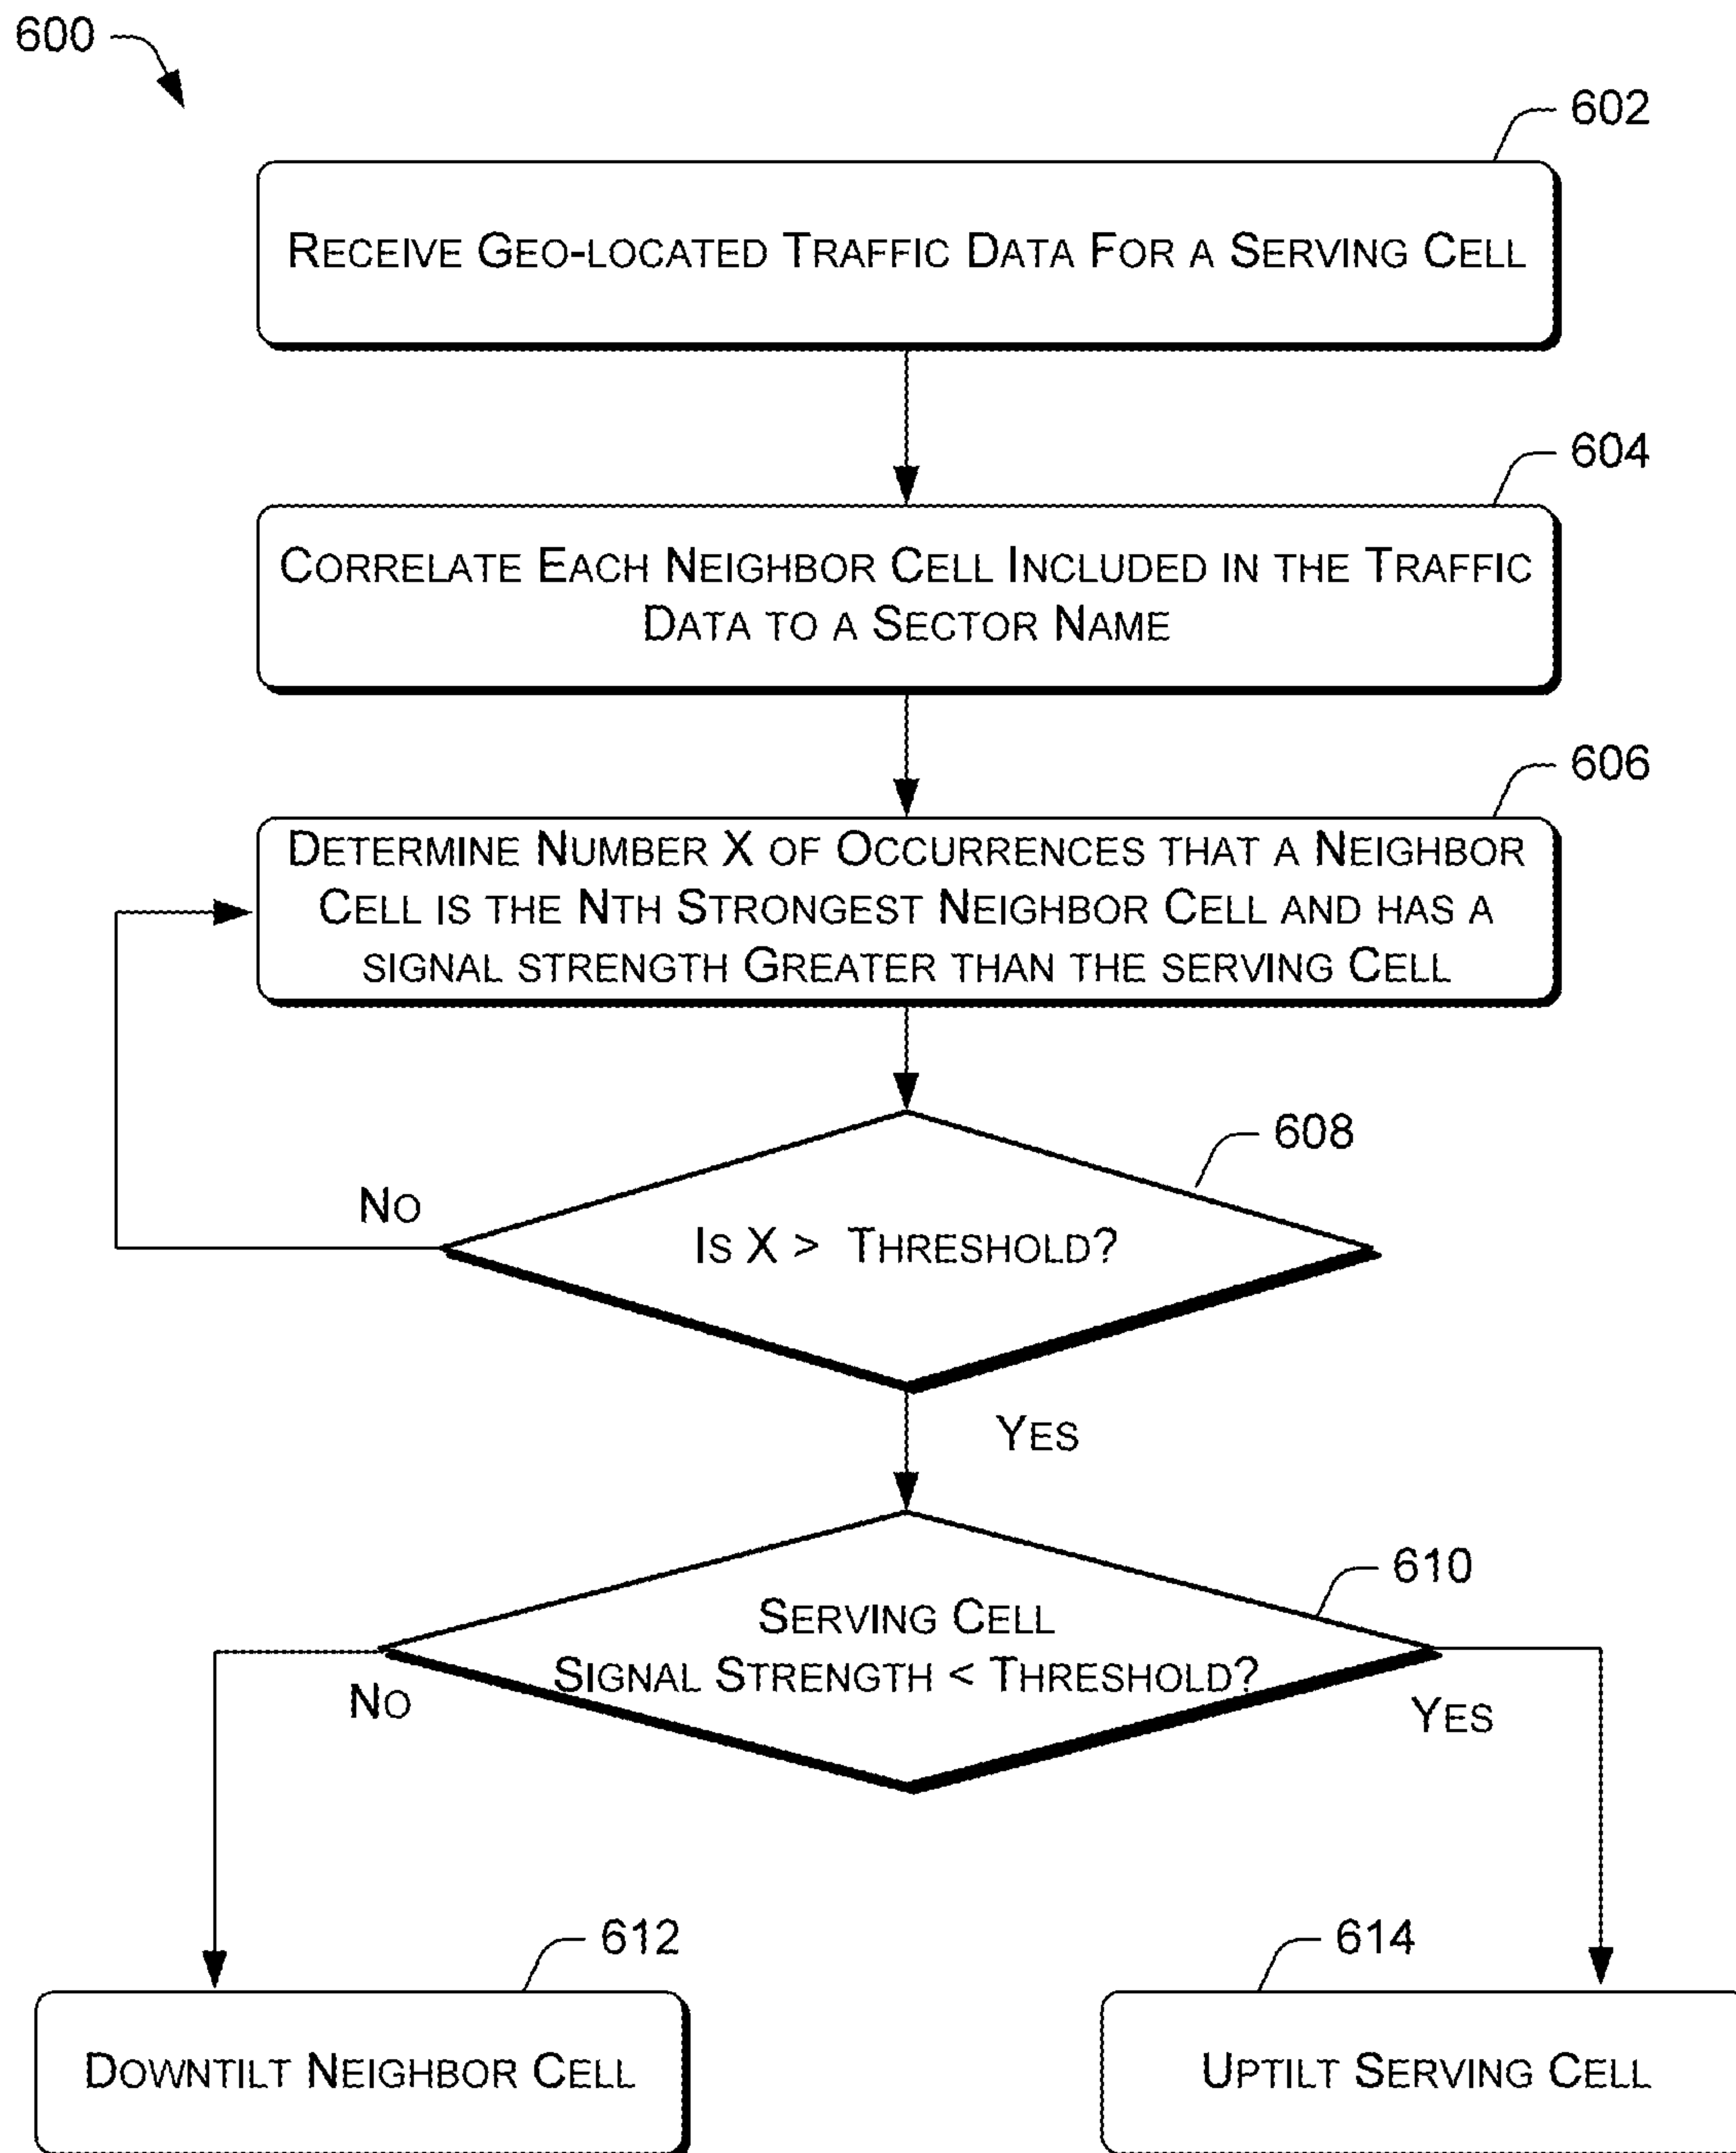 600
602
RECEIVE GEO-LOCATED TRAFFIC DATA FOR A SERVING CELL
604
CORRELATE EACH NEIGHBOR CELL INCLUDED IN THE TRAFFIC
DATA TO A SECTOR NAME
606
DETERMINE NUMBER X OF OCCURRENCES THAT A NEIGHBOR
CELL IS THE NTH STRONGEST NEIGHBOR CELL AND HAS A
SIGNAL STRENGTH GREATER THAN THE SERVING CELL
608
NO
IS X > THRESHOLD?
YES
610
SERVING CELL
SIGNAL STRENGTH < THRESHOLD?
NO
YES
612
614
DOWNTILT NEIGHBOR CELL
UPTILT SERVING CELL